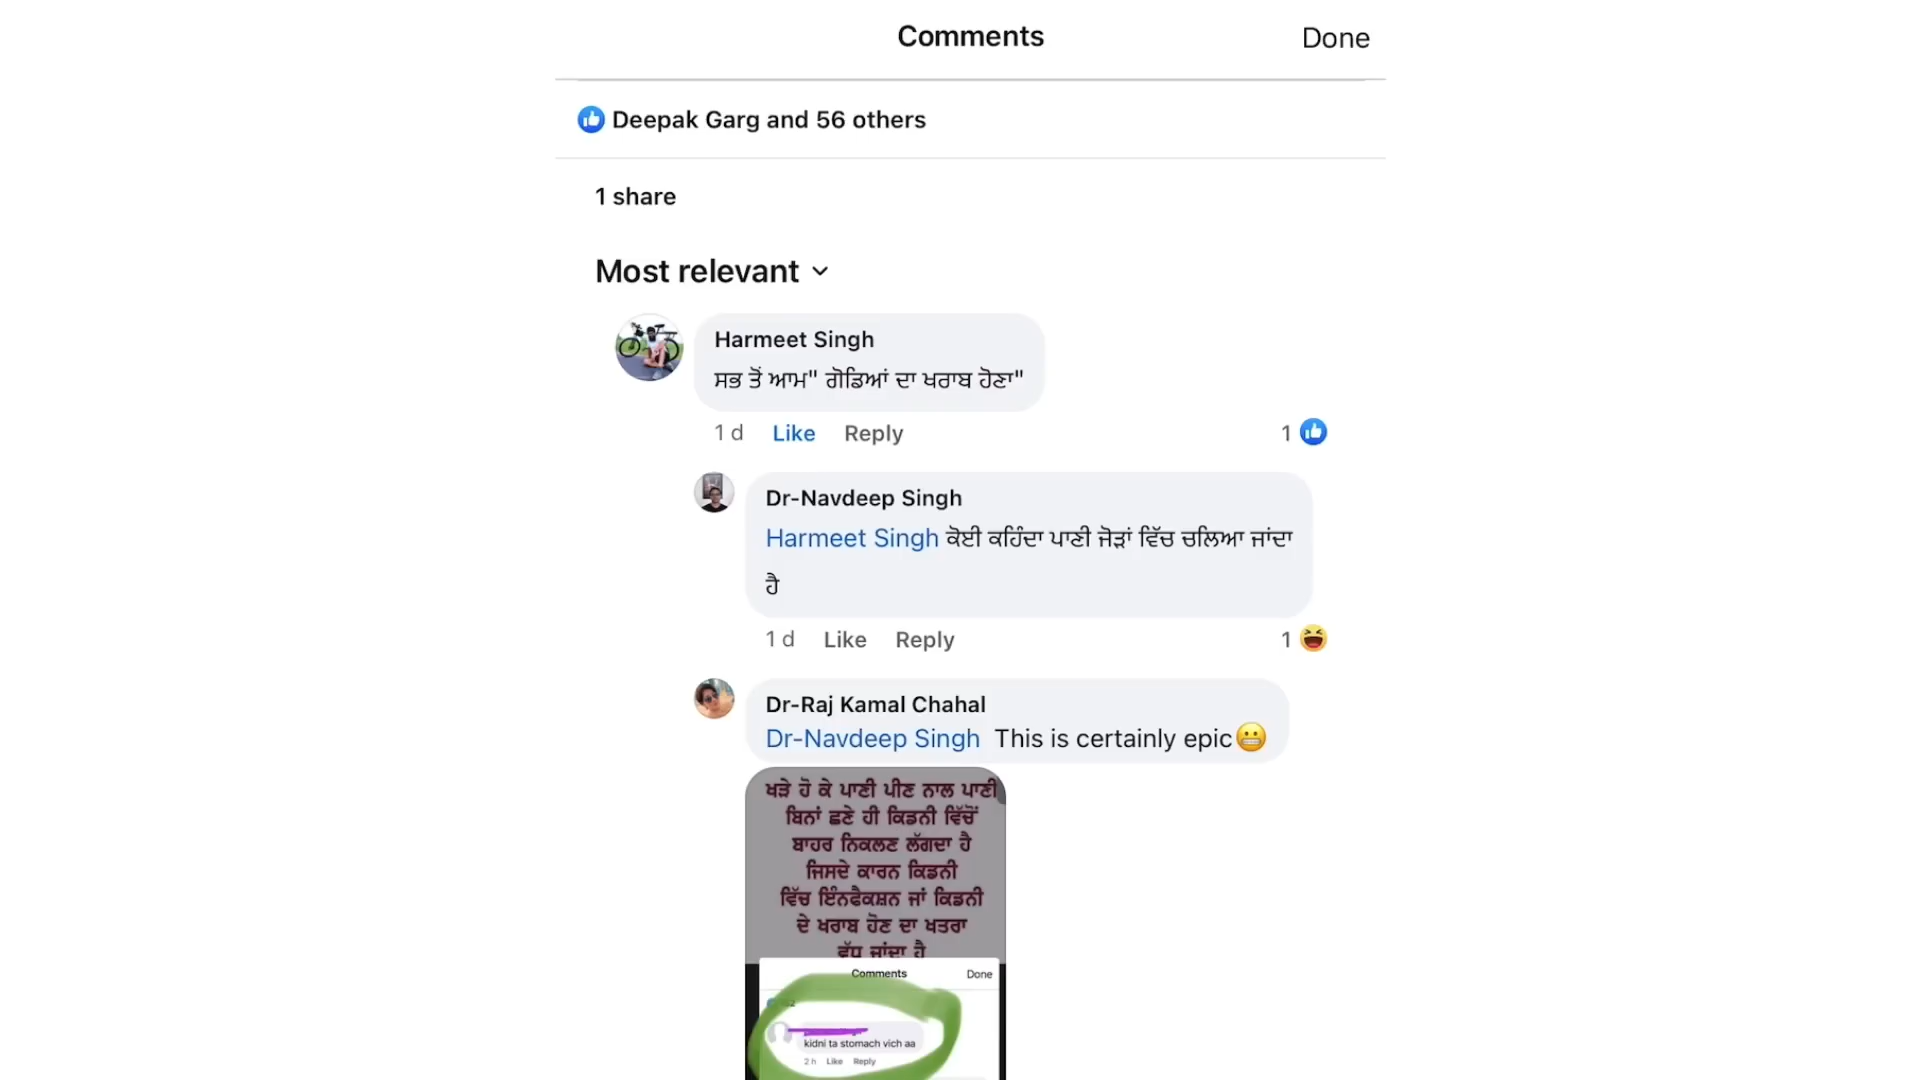 Comments
Done
Deepak Garg and 56 others
1 share
Most relevant
Harmeet Singh
ਸਭ ਤੋਂ ਆਮ" ਗੋਡਿਆਂ ਦਾ ਖਰਾਬ ਹੋਣਾ"
1 d Like Reply 1
Dr-Navdeep Singh
Harmeet Singh ਕੋਈ ਕਹਿੰਦਾ ਪਾਣੀ ਜੋੜਾਂ ਵਿੱਚ ਚਲਿਆ ਜਾਂਦਾ
ਹੈ
1 d Like Reply 1
Dr-Raj Kamal Chahal
Dr-Navdeep Singh This is certainly epic😬
ਖੜੇ ਹੋ ਕੇ ਪਾਣੀ ਪੀਣ ਨਾਲ ਪਾਣੀ
ਬਿਨਾਂ ਛਣੇ ਹੀ ਕਿਡਨੀ ਵਿੱਚੋਂ
ਬਾਹਰ ਨਿਕਲਣ ਲੱਗਦਾ ਹੈ
ਜਿਸਦੇ ਕਾਰਨ ਕਿਡਨੀ
ਵਿੱਚ ਇੰਨਫੈਕਸ਼ਨ ਜਾਂ ਕਿਡਨੀ
ਦੇ ਖਰਾਬ ਹੋਣ ਦਾ ਖਤਰਾ
ਵੱਧ ਜਾਂਦਾ ਹੈ
Comments Done
kidni ta stomach vich aa
2 h Like Reply